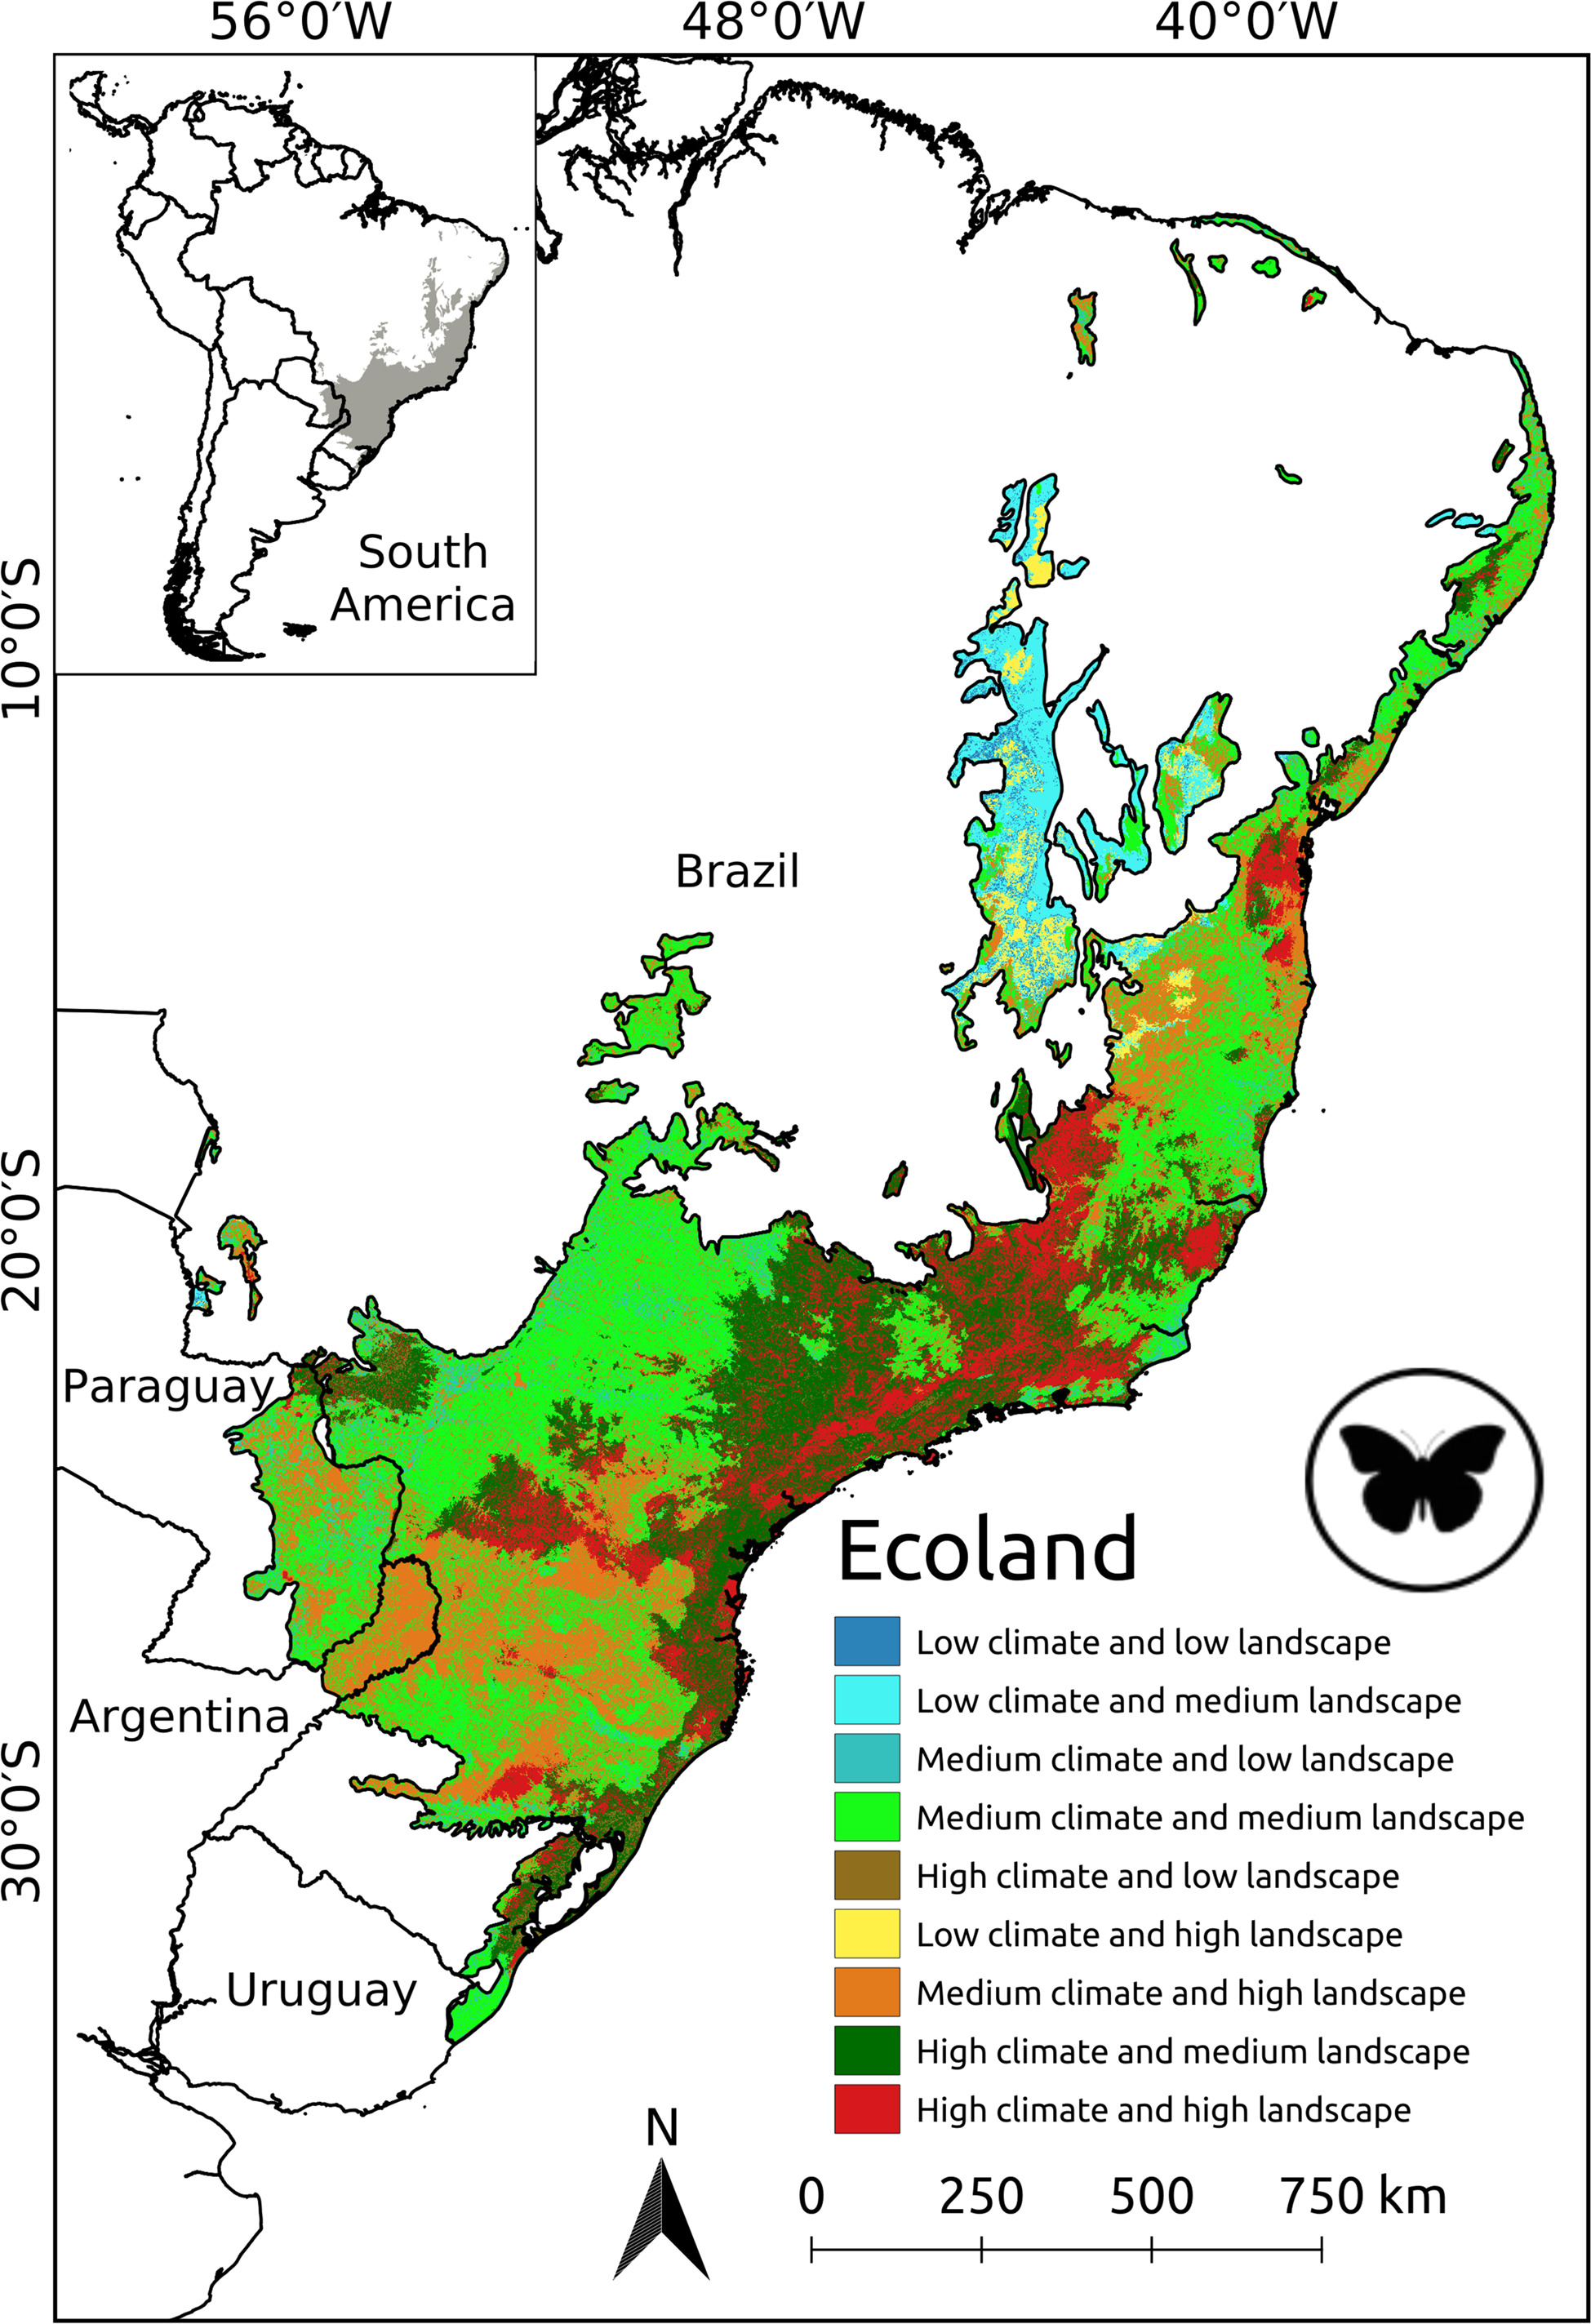 56°0′W
48°0′W
40°0′W
South
America
10°0′S
Brazil
20°0′S
Paraguay
Argentina
30°0′S
Uruguay
Ecoland
Low climate and low landscape
Low climate and medium landscape
Medium climate and low landscape
Medium climate and medium landscape
High climate and low landscape
Low climate and high landscape
Medium climate and high landscape
High climate and medium landscape
High climate and high landscape
N
0 250 500 750 km